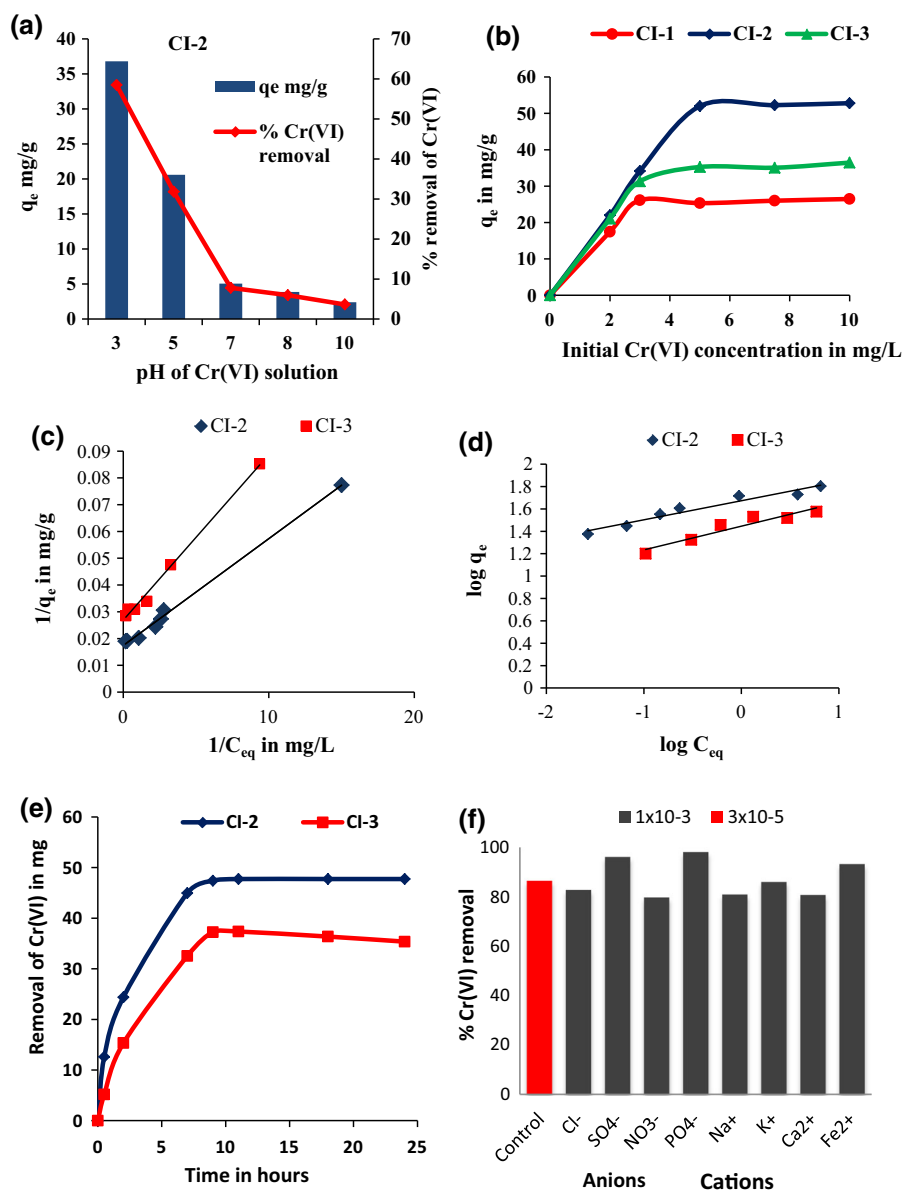 (a)
CI-2
qe mg/g
% Cr(VI)
removal
40
35
30
25
20
15
10
5
0
qe mg/g
70
60
50
40
30
20
10
0
% removal of Cr(VI)
3 5 7 8 10
pH of Cr(VI) solution
(b)
CI-1 CI-2 CI-3
60
50
40
30
20
10
0
qe in mg/g
0 2 4 6 8 10
Initial Cr(VI) concentration in mg/L
(c)
CI-2 CI-3
0.09
0.08
0.07
0.06
0.05
0.04
0.03
0.02
0.01
0
1/qe in mg/g
0 10 20
1/Ceq in mg/L
(d)
CI-2 CI-3
2
1.8
1.6
1.4
1.2
1
0.8
0.6
0.4
0.2
0
log qe
-2 -1 0 1
log Ceq
(e)
CI-2 CI-3
60
50
40
30
20
10
0
Removal of Cr(VI) in mg
0 5 10 15 20 25
Time in hours
(f)
1x10-3 3x10-5
100
80
60
40
20
0
% Cr(VI) removal
Control Cl- SO4- NO3- PO4- Na+ K+ Ca2+ Fe2+
Anions Cations